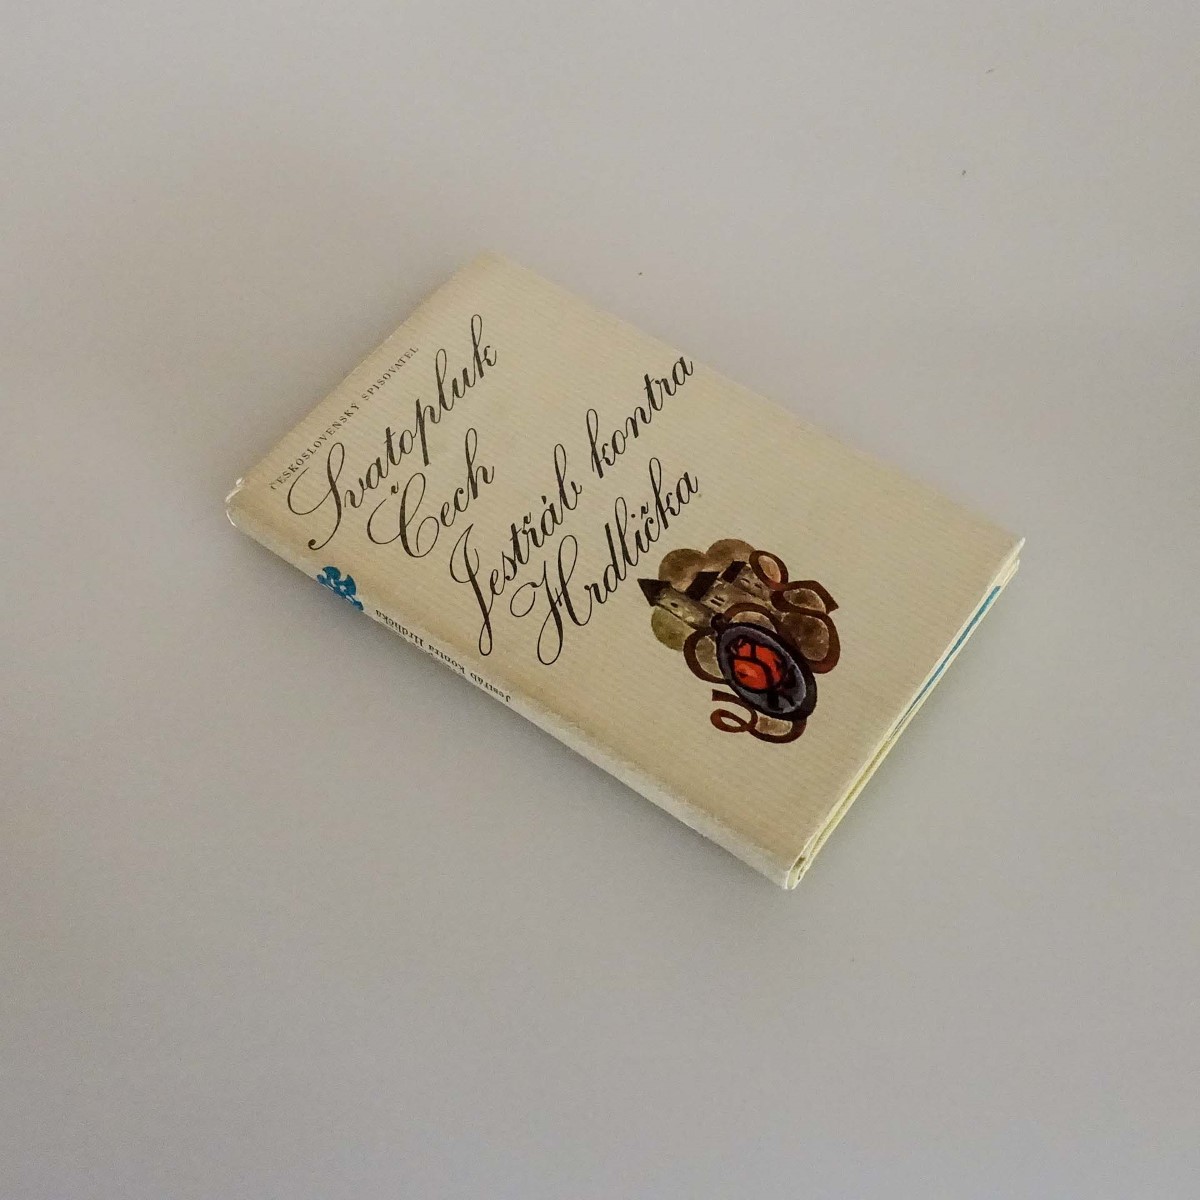 ČESKOSLOVENSKÝ SPISOVATEL
Svatopluk
Čech
Jestřáb kontra
Hrdlička
Jestřáb kontra Hrdlička